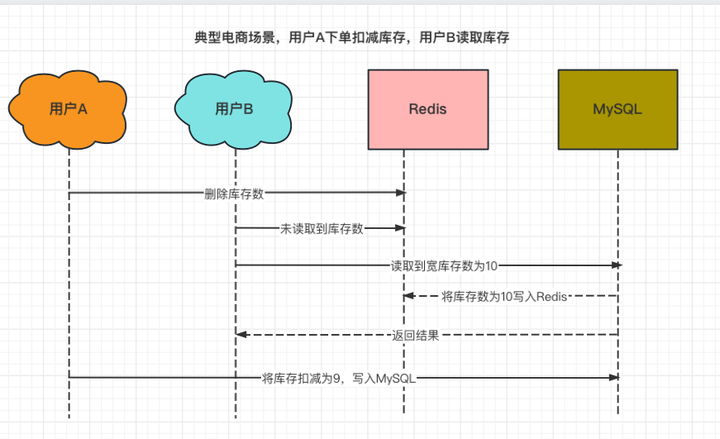 典型电商场景，用户A下单扣减库存，用户B读取库存
用户A
用户B
Redis
MySQL
删除库存数
未读取到库存数
读取到宽库存数为10
将库存数为10写入Redis
返回结果
将库存扣减为9，写入MySQL